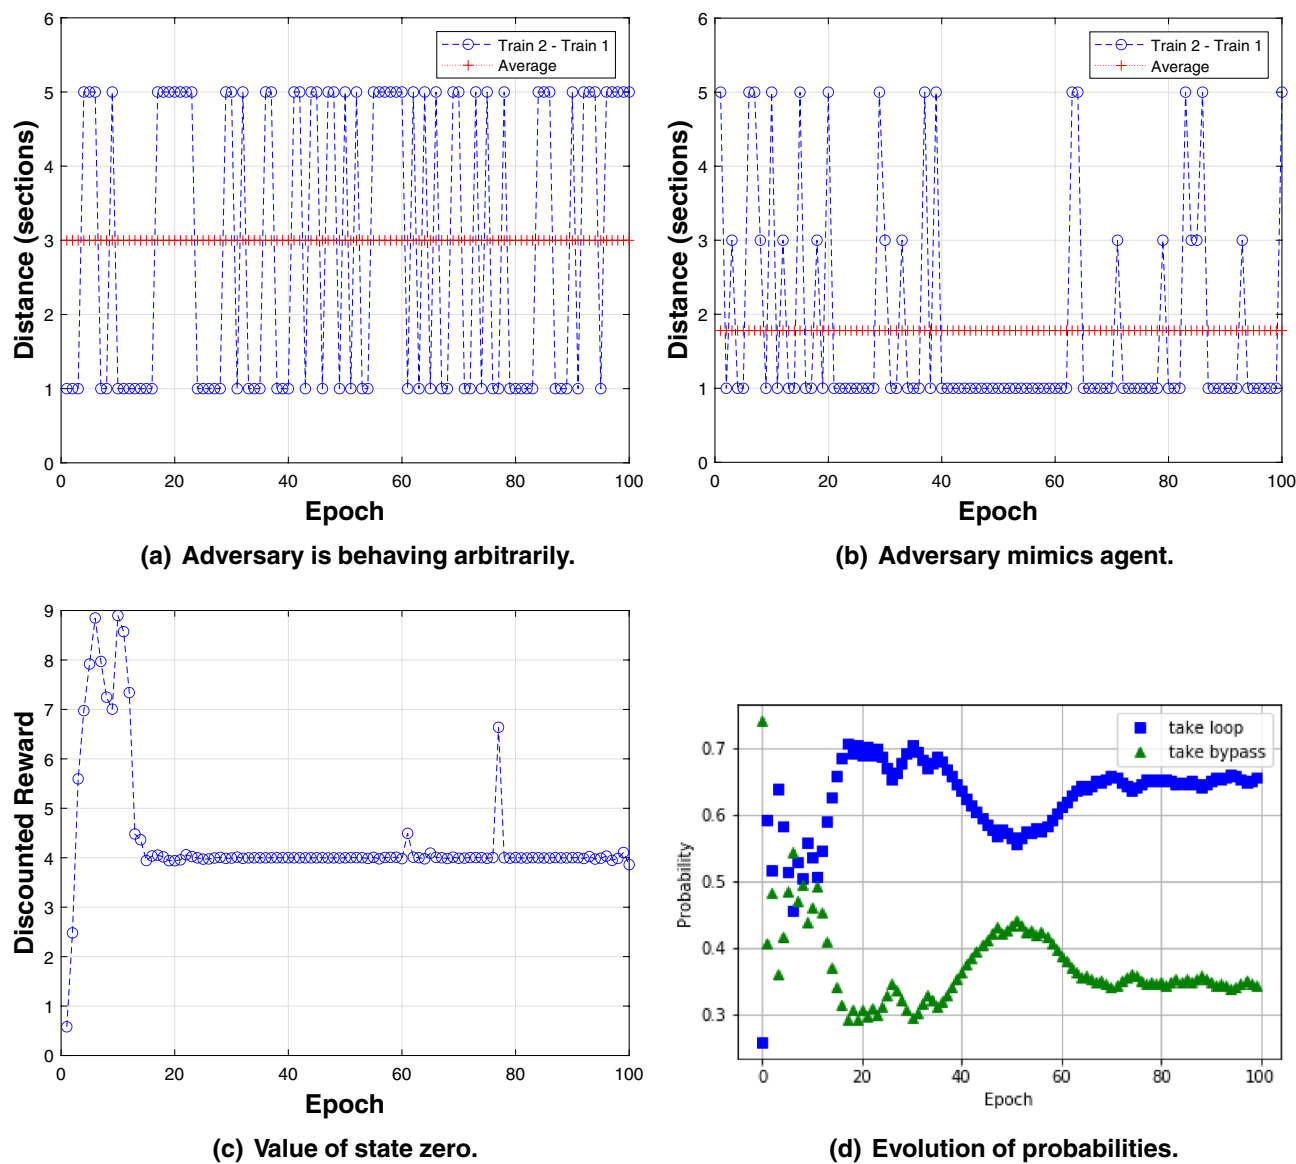 6
5
4
3
2
1
0
0 20 40 60 80 100
Distance (sections)
Epoch
Train 2 - Train 1
Average
(a) Adversary is behaving arbitrarily.
6
5
4
3
2
1
0
0 20 40 60 80 100
Distance (sections)
Epoch
Train 2 - Train 1
Average
(b) Adversary mimics agent.
9
8
7
6
5
4
3
2
1
0
0 20 40 60 80 100
Discounted Reward
Epoch
(c) Value of state zero.
0.7
0.6
0.5
0.4
0.3
0 20 40 60 80 100
Probability
Epoch
take loop
take bypass
(d) Evolution of probabilities.